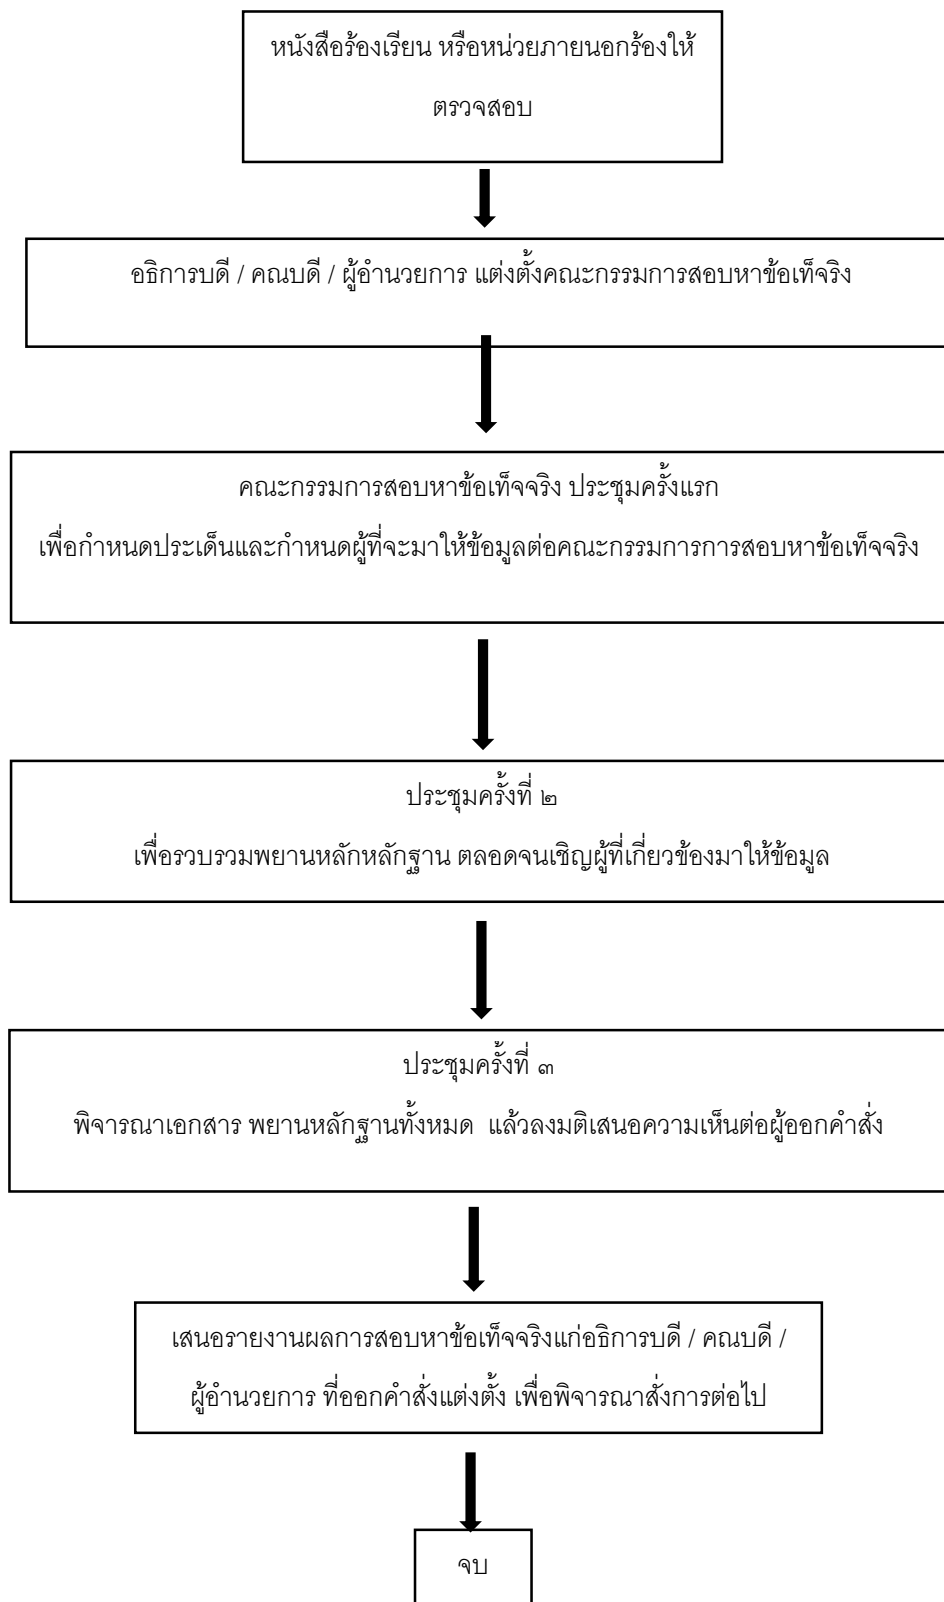 หนังสือร้องเรียน หรือหน่วยภายนอกร้องให้
ตรวจสอบ
อธิการบดี / คณบดี / ผู้อำนวยการ แต่งตั้งคณะกรรมการสอบหาข้อเท็จจริง
คณะกรรมการสอบหาข้อเท็จจริง ประชุมครั้งแรก
เพื่อกำหนดประเด็นและกำหนดผู้ที่จะมาให้ข้อมูลต่อคณะกรรมการการสอบหาข้อเท็จจริง
ประชุมครั้งที่ ๒
เพื่อรวบรวมพยานหลักหลักฐาน ตลอดจนเชิญผู้ที่เกี่ยวข้องมาให้ข้อมูล
ประชุมครั้งที่ ๓
พิจารณาเอกสาร พยานหลักฐานทั้งหมด แล้วลงมติเสนอความเห็นต่อผู้ออกคำสั่ง
เสนอรายงานผลการสอบหาข้อเท็จจริงแก่อธิการบดี / คณบดี /
ผู้อำนวยการ ที่ออกคำสั่งแต่งตั้ง เพื่อพิจารณาสั่งการต่อไป
จบ